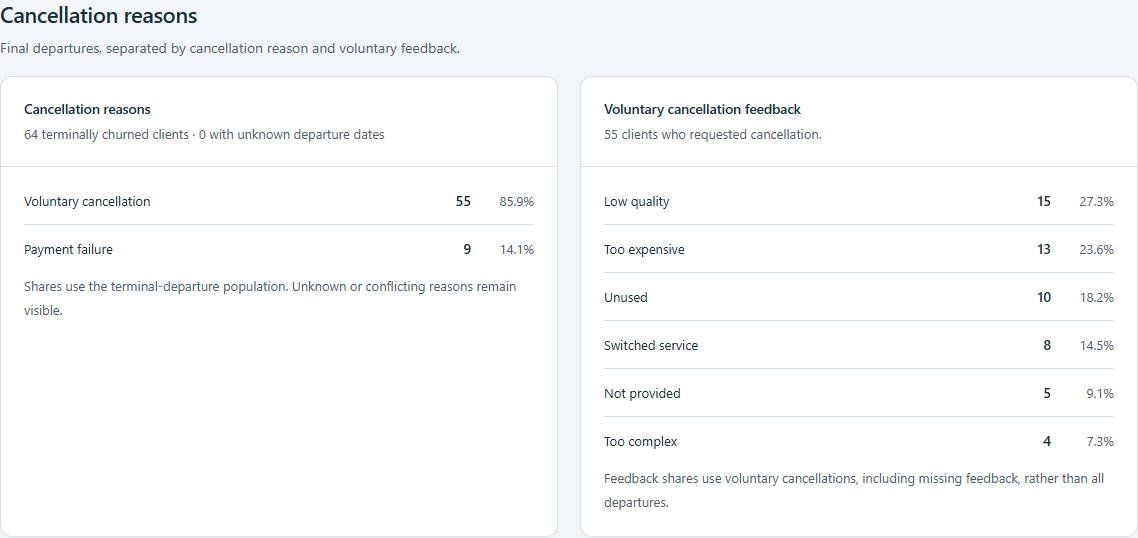 Cancellation reasons
Final departures, separated by cancellation reason and voluntary feedback.
Cancellation reasons
64 terminally churned clients · 0 with unknown departure dates
Voluntary cancellation 55 85.9%
Payment failure 9 14.1%
Shares use the terminal-departure population. Unknown or conflicting reasons remain
visible.
Voluntary cancellation feedback
55 clients who requested cancellation.
Low quality 15 27.3%
Too expensive 13 23.6%
Unused 10 18.2%
Switched service 8 14.5%
Not provided 5 9.1%
Too complex 4 7.3%
Feedback shares use voluntary cancellations, including missing feedback, rather than all
departures.